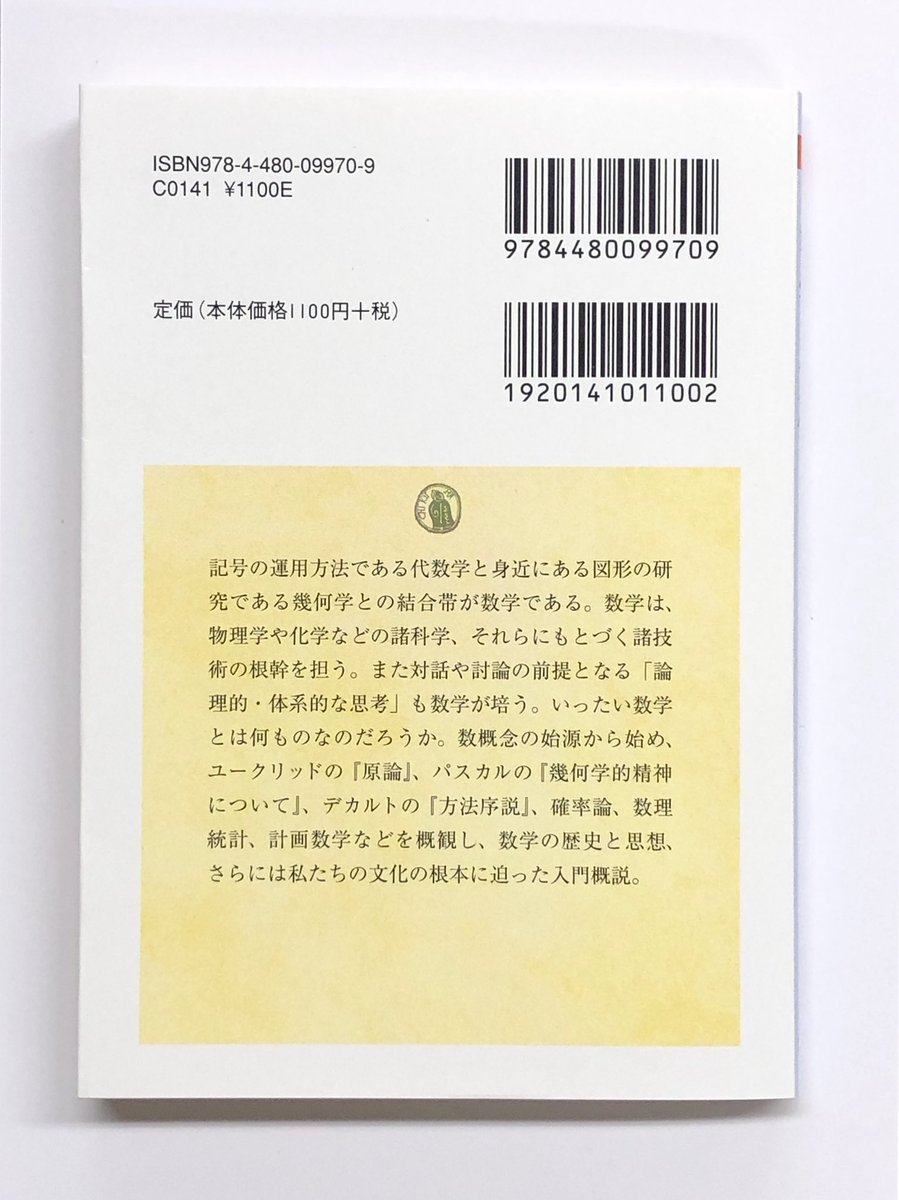 ISBN978-4-480-09970-9
C0141 ¥1100E
9784480099709
定価(本体価格1100円+税)
1920141011002
記号の運用方法である代数学と身近にある図形の研
究である幾何学との結合帯が数学である。数学は、
物理学や化学などの諸科学、それらにもとづく諸技
術の根幹を担う。また対話や討論の前提となる「論
理的・体系的な思考」も数学が培う。いったい数学
とは何ものなのだろうか。数概念の始源から始め、
ユークリッドの『原論』、パスカルの『幾何学的精神
について』、デカルトの『方法序説』、確率論、数理
統計、計画数学などを概観し、数学の歴史と思想、
さらには私たちの文化の根本に迫った入門概説。